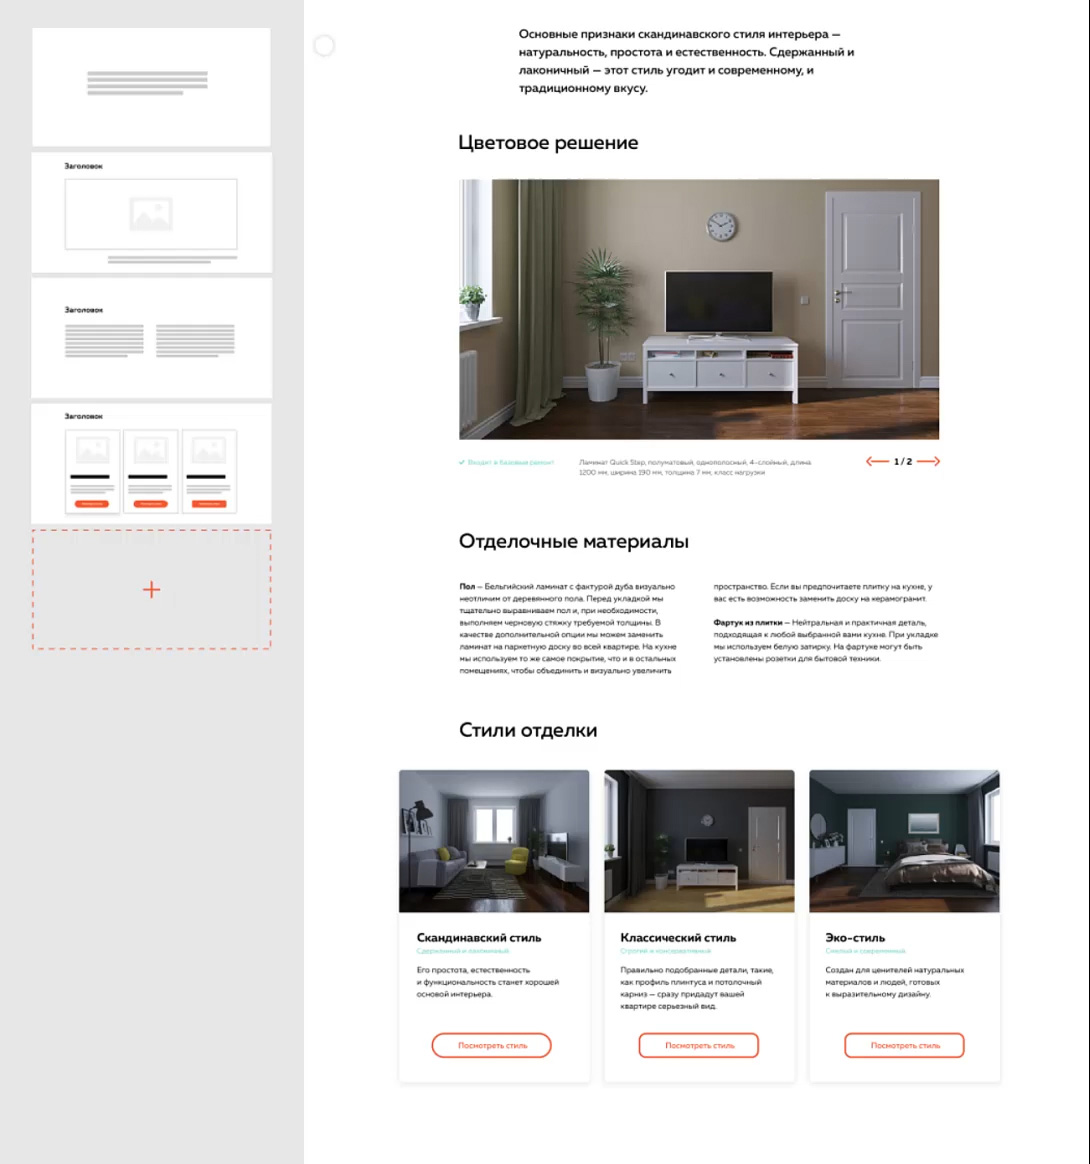 Заголовок
Заголовок
Заголовок
Основные признаки скандинавского стиля интерьера —
натуральность, простота и естественность. Сдержанный и
лаконичный — этот стиль угодит и современному, и
традиционному вкусу.
Цветовое решение
Входит в базовый ремонт
Ламинат Quick Step, полуматовый, однополосный, 4-слойный, длина
1200 мм, ширина 190 мм, толщина 7 мм, класс нагрузки
1 / 2
Отделочные материалы
Пол — Бельгийский ламинат с фактурой дуба визуально
неотличим от деревянного пола. Перед укладкой мы
тщательно выравниваем пол и, при необходимости,
выполняем черновую стяжку требуемой толщины. В
качестве дополнительной опции мы можем заменить
ламинат на паркетную доску во всей квартире. На кухне
мы используем то же самое покрытие, что и в остальных
помещениях, чтобы объединить и визуально увеличить
пространство. Если вы предпочитаете плитку на кухне, у
вас есть возможность заменить доску на керамогранит.
Фартук из плитки — Нейтральная и практичная деталь,
подходящая к любой выбранной вами кухне. При укладке
мы используем белую затирку. На фартуке могут быть
установлены розетки для бытовой техники.
Стили отделки
Скандинавский стиль
Сдержанный и лаконичный
Его простота, естественность
и функциональность станет хорошей
основой интерьера.
Посмотреть стиль
Классический стиль
Строгий и консервативный
Правильно подобранные детали, такие,
как профиль плинтуса и потолочный
карниз — сразу придадут вашей
квартире серьезный вид.
Посмотреть стиль
Эко-стиль
Смелый и современный
Создан для ценителей натуральных
материалов и людей, готовых
к выразительному дизайну.
Посмотреть стиль